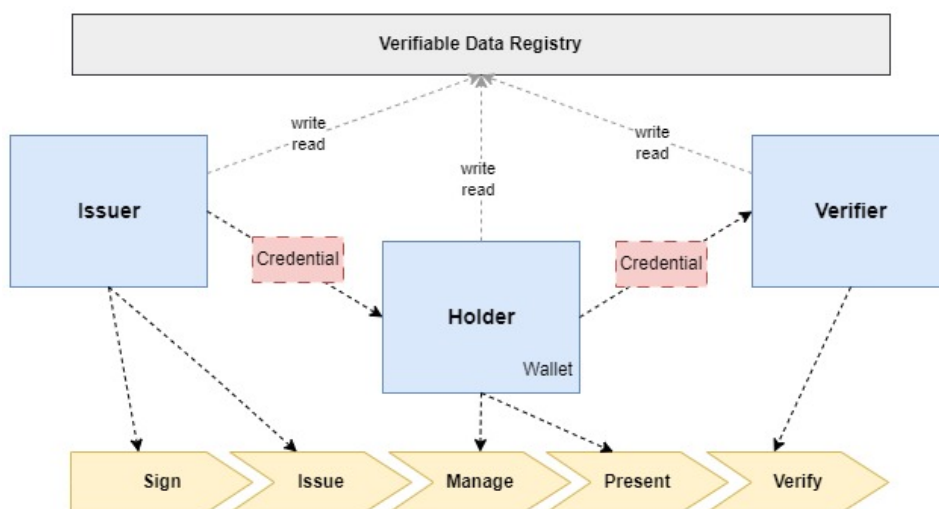 Verifiable Data Registry
write
read
write
read
write
read
Issuer
Verifier
Credential
Credential
Holder
Wallet
Sign
Issue
Manage
Present
Verify